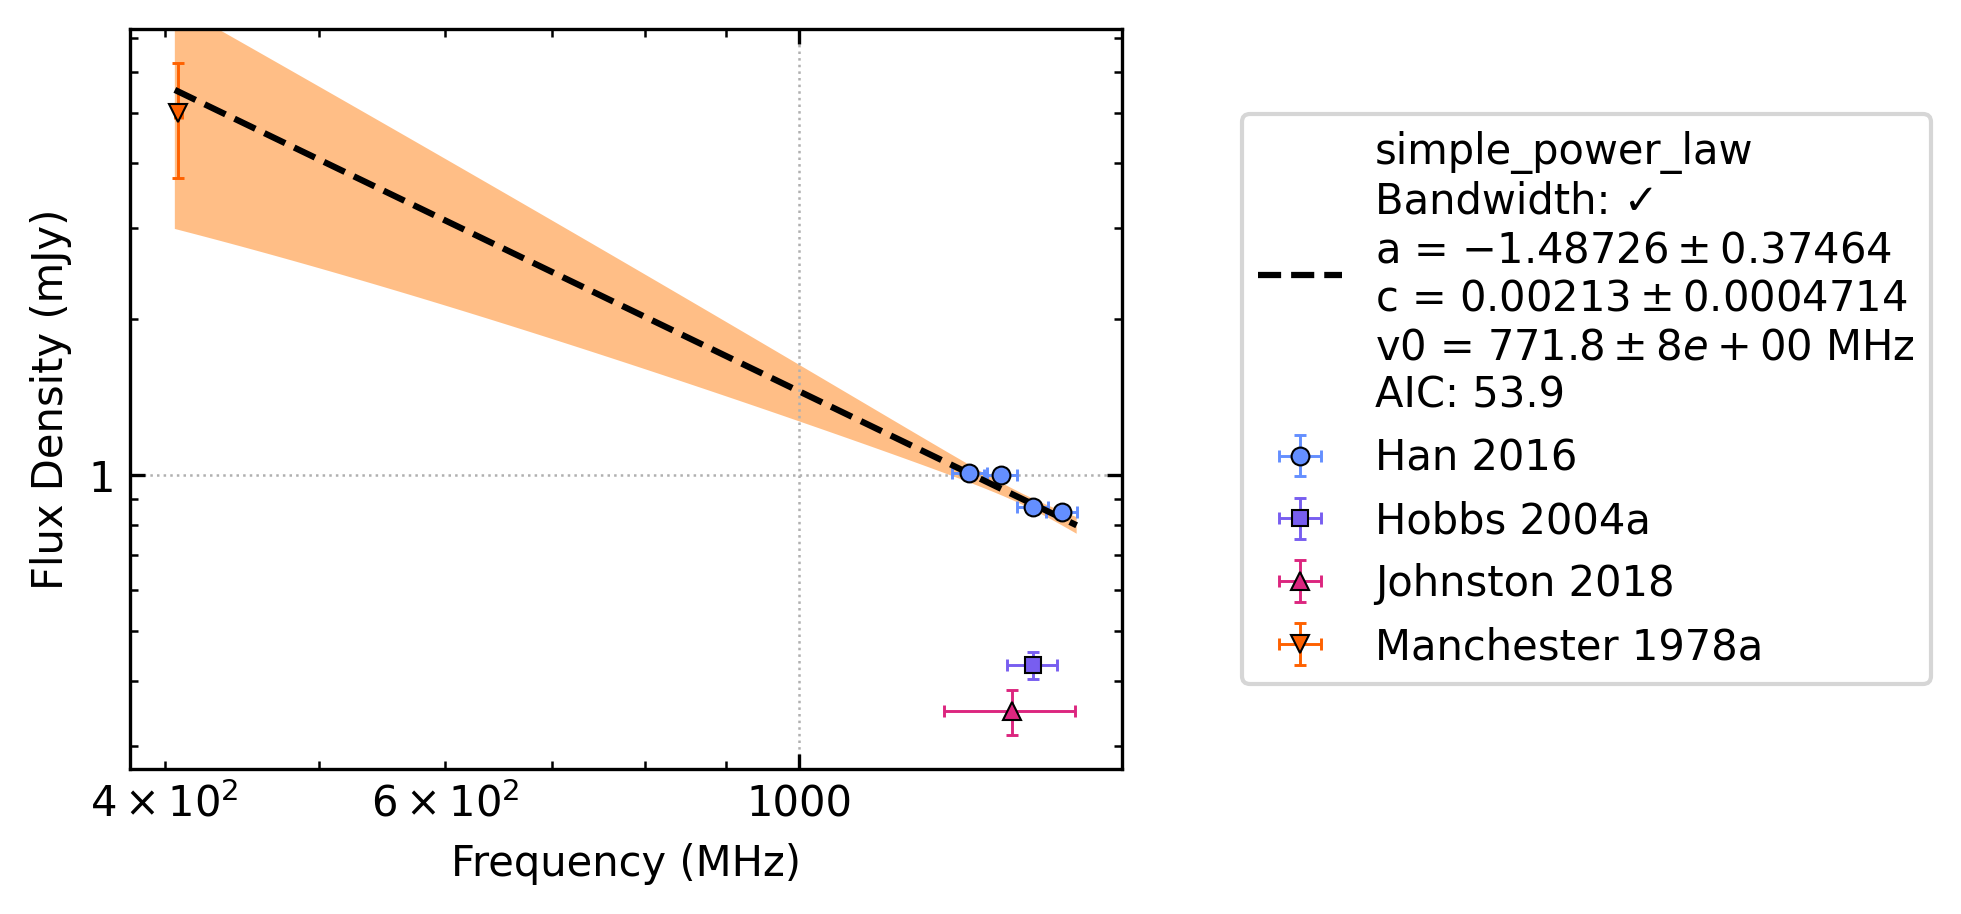 Flux Density (mJy)
1
4 × 10²
6 × 10²
1000
Frequency (MHz)
simple_power_law
Bandwidth: ✓
a = −1.48726 ± 0.37464
c = 0.00213 ± 0.0004714
v0 = 771.8 ± 8e + 00 MHz
AIC: 53.9
Han 2016
Hobbs 2004a
Johnston 2018
Manchester 1978a